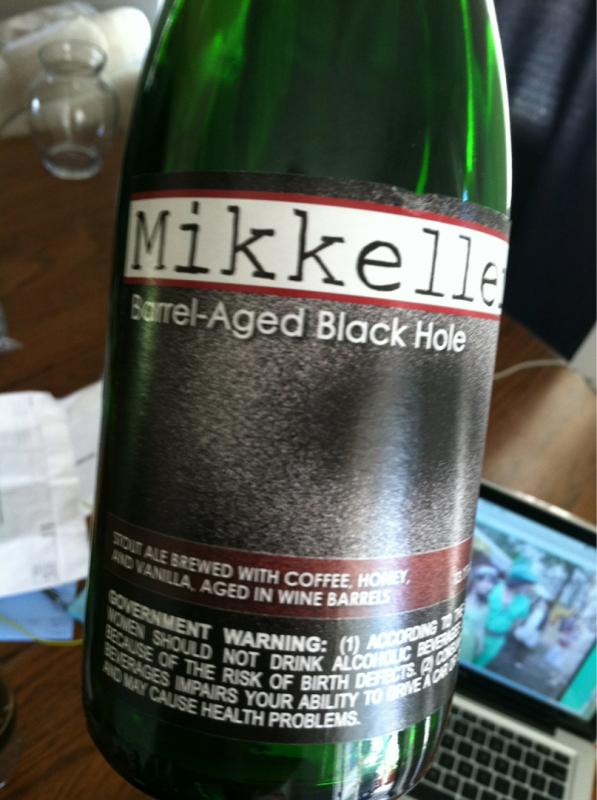 Mikkeller
Barrel-Aged Black Hole
STOUT ALE BREWED WITH COFFEE, HONEY,
AND VANILLA, AGED IN WINE BARRELS
GOVERNMENT WARNING: (1) ACCORDING TO THE
WOMEN SHOULD NOT DRINK ALCOHOLIC BEVERAGES
BECAUSE OF THE RISK OF BIRTH DEFECTS. (2)
BEVERAGES IMPAIRS YOUR ABILITY TO DRIVE A CAR
AND MAY CAUSE HEALTH PROBLEMS.